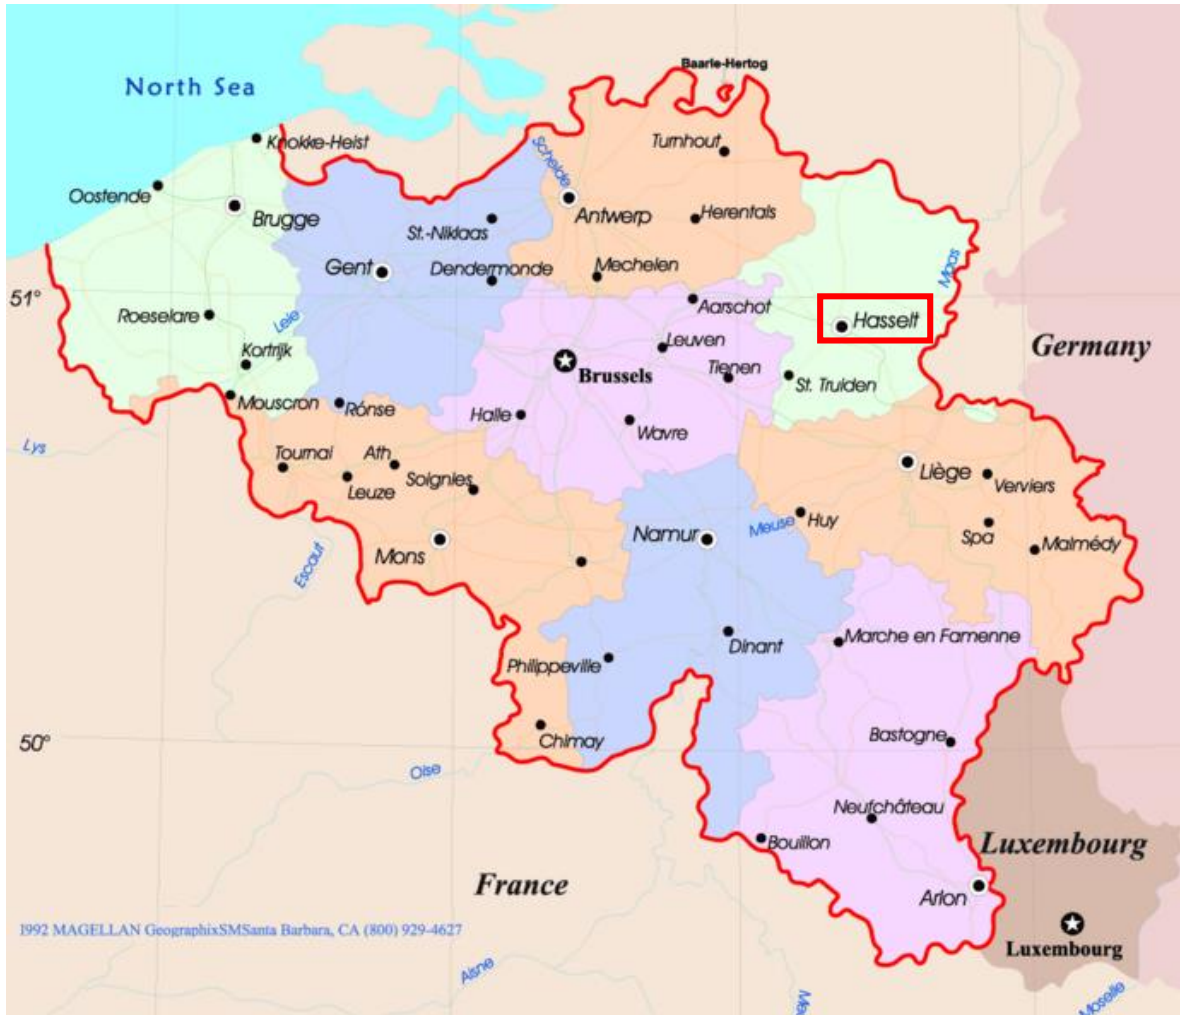 Baarle-Hertog
North Sea
Knokke-Heist
Turnhout
Schelde
Oostende
Brugge
Antwerp
Herentals
St.-Niklaas
Gent
Dendermonde
Mechelen
Maas
51°
Aarschot
Roeselare
Leie
Hasselt
Leuven
Germany
Kortrijk
Brussels
Tienen
St. Truiden
Mouscron
Rónse
Halle
Wavre
Lys
Tournai
Ath
Leuze
Soignies
Liège
Verviers
Meuse
Huy
Spa
Malmédy
Mons
Namur
Escaut
Dinant
Marche en Famenne
Philippeville
Bastogne
50°
Chimay
Oise
Neufchâteau
Bouillon
Luxembourg
France
Arlon
1992 MAGELLAN GeographixSMSanta Barbara, CA (800) 929-4627
Luxembourg
Aisne
Moselle